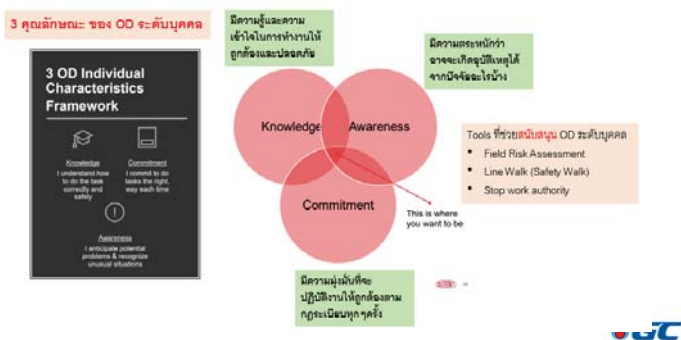 3 คุณลักษณะ ของ OD ระดับบุคคล
3 OD Individual
Characteristics
Framework
Knowledge
I understand how
to do the task
correctly and
safely
Commitment
I commit to do
tasks the right,
way each time
Awareness
I anticipate potential
problems & recognize
unusual situations
มีความรู้และความ
เข้าใจในการทำงานให้
ถูกต้องและปลอดภัย
มีความตระหนักว่า
อาจจะเกิดอุบัติเหตุได้
จากปัจจัยอะไรบ้าง
Knowledge
Awareness
Commitment
This is where
you want to be
มีความมุ่งมั่นที่จะ
ปฏิบัติงานให้ถูกต้องตาม
กฎระเบียบทุกๆครั้ง
Tools ที่ช่วยสนับสนุน OD ระดับบุคคล
• Field Risk Assessment
• Line Walk (Safety Walk)
• Stop work authority
GC